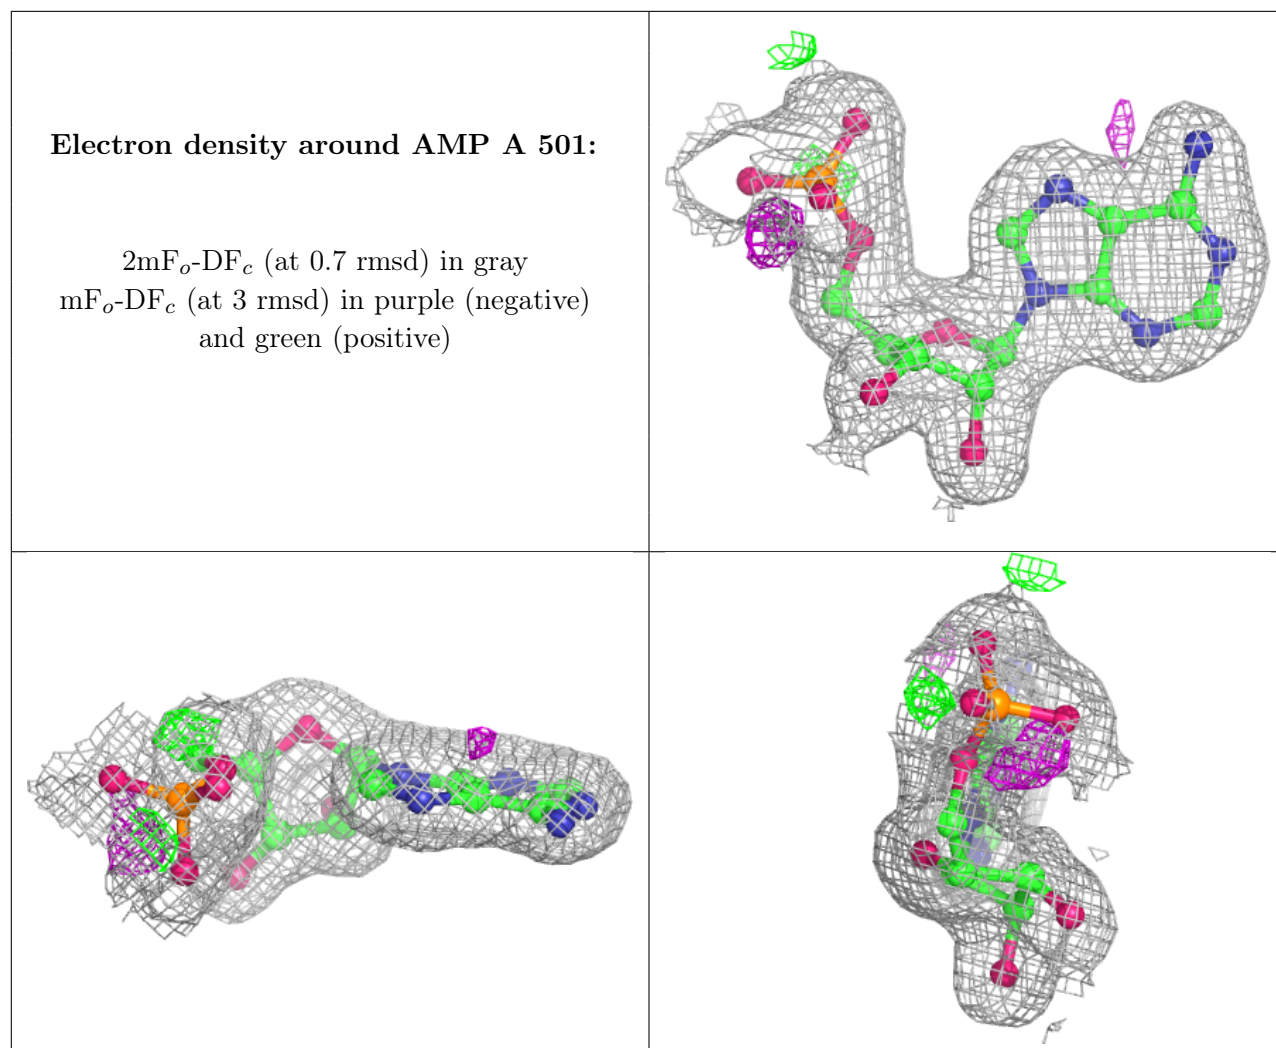 Electron density around AMP A 501:
2mFo-DFc (at 0.7 rmsd) in gray
mFo-DFc (at 3 rmsd) in purple (negative)
and green (positive)